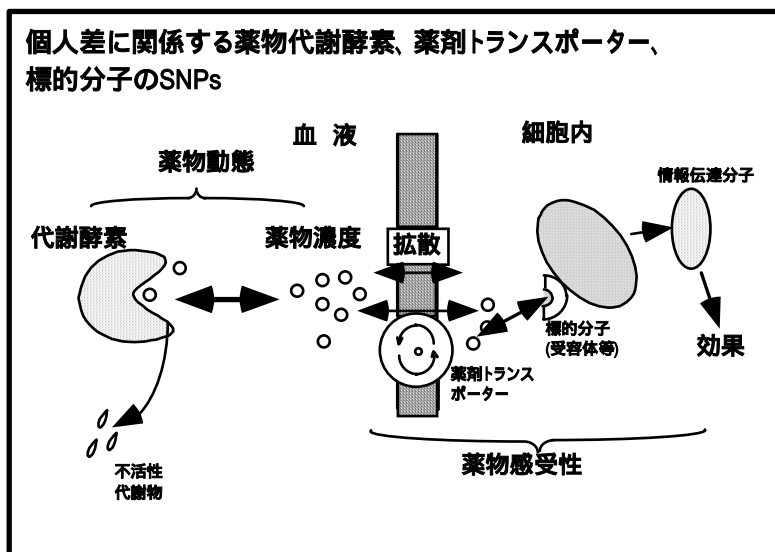 個人差に関係する薬物代謝酵素、薬剤トランスポーター、
標的分子のSNPs
血 液
細胞内
薬物動態
情報伝達分子
代謝酵素
薬物濃度
拡散
標的分子
(受容体等)
効果
薬剤トランス
ポーター
薬物感受性
不活性
代謝物